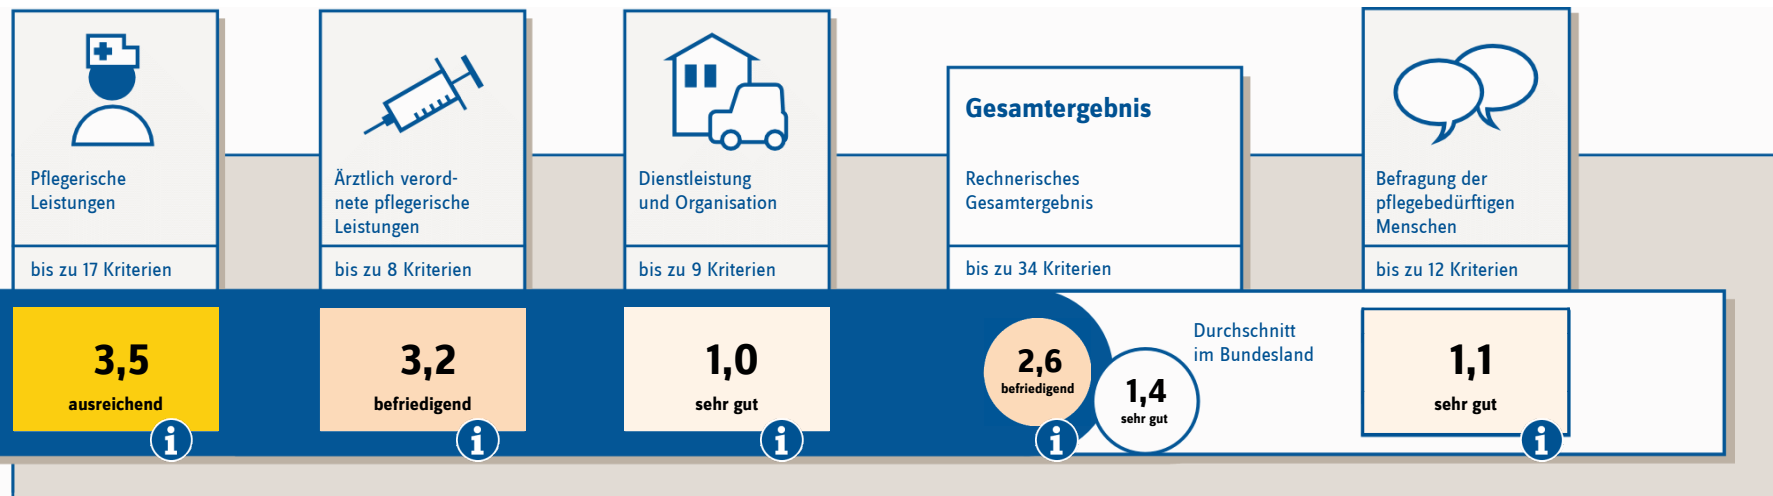 Pflegerische
Leistungen
bis zu 17 Kriterien
3,5
ausreichend
i
Ärztlich verord-
nete pflegerische
Leistungen
bis zu 8 Kriterien
3,2
befriedigend
i
Dienstleistung
und Organisation
bis zu 9 Kriterien
1,0
sehr gut
i
Gesamtergebnis
Rechnerisches
Gesamtergebnis
bis zu 34 Kriterien
2,6
befriedigend
i
Durchschnitt
im Bundesland
1,4
sehr gut
Befragung der
pflegebedürftigen
Menschen
bis zu 12 Kriterien
1,1
sehr gut
i